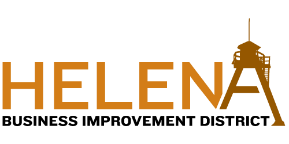 HELENA
BUSINESS IMPROVEMENT DISTRICT